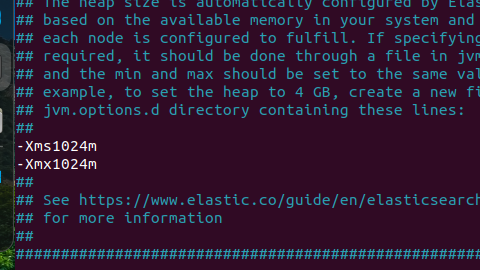 ## The heap size is automatically configured by Elas
## based on the available memory in your system and
## each node is configured to fulfill. If specifying
## required, it should be done through a file in jvm
## and the min and max should be set to the same val
## example, to set the heap to 4 GB, create a new fi
## jvm.options.d directory containing these lines:
##
-Xms1024m
-Xmx1024m
##
## See https://www.elastic.co/guide/en/elasticsearch
## for more information
##
####################################################